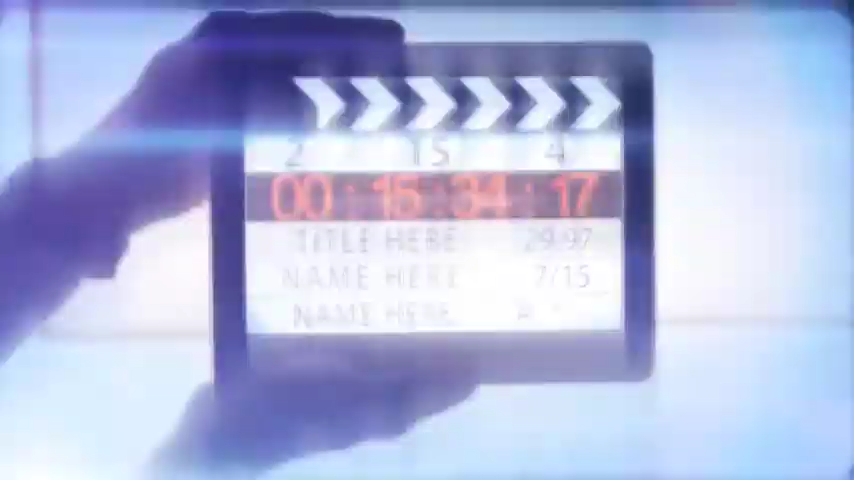 2 15 4
00:15:34:17
TITLE HERE 29.97
NAME HERE 7/15
NAME HERE